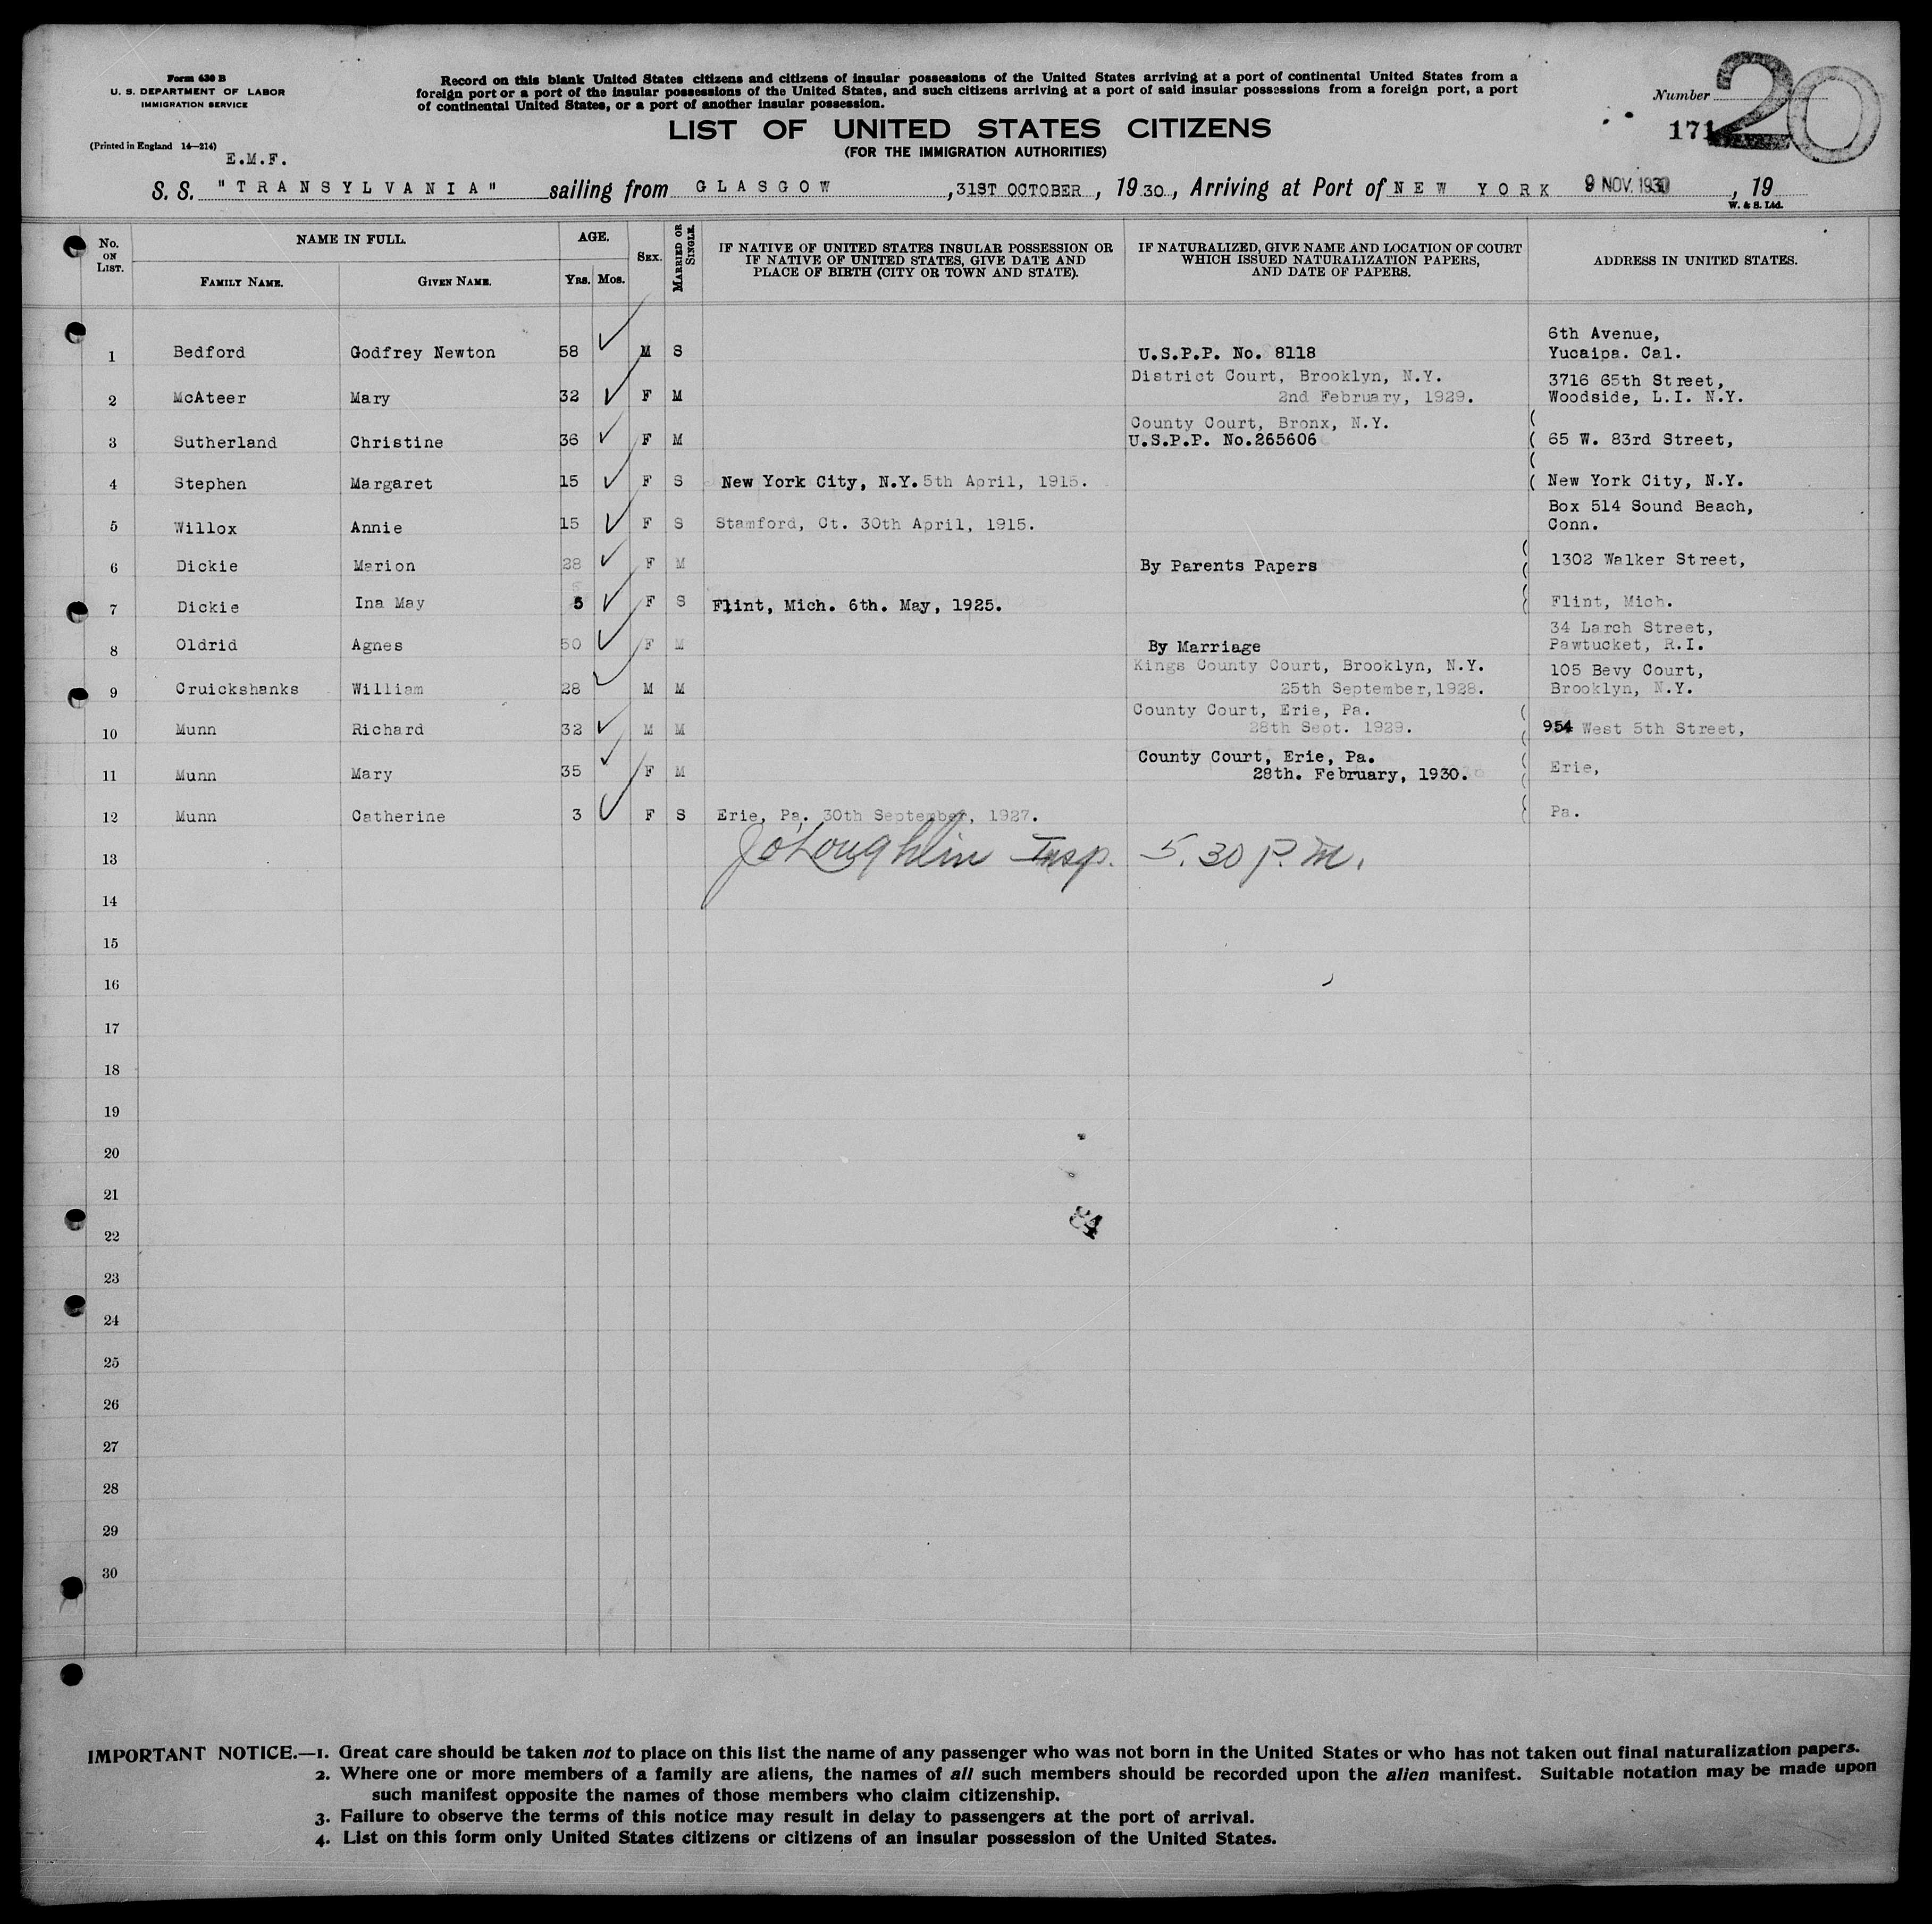 Form 630 B
U. S. DEPARTMENT OF LABOR
IMMIGRATION SERVICE
(Printed in England 14—214)
E.M.F.
Record on this blank United States citizens and citizens of insular possessions of the United States arriving at a port of continental United States from a
foreign port or a port of the insular possessions of the United States, and such citizens arriving at a port of said insular possessions from a foreign port, a port
of continental United States, or a port of another insular possession.
LIST OF UNITED STATES CITIZENS
(FOR THE IMMIGRATION AUTHORITIES)
Number
171
20
S. S. "TRANSYLVANIA" sailing from GLASGOW, 31ST OCTOBER, 1930, Arriving at Port of NEW YORK 9 NOV. 1930, 19
W. & S. Ltd.
No. ON LIST. NAME IN FULL. AGE. SEX. MARRIED OR SINGLE. IF NATIVE OF UNITED STATES INSULAR POSSESSION OR IF NATIVE OF UNITED STATES, GIVE DATE AND PLACE OF BIRTH (CITY OR TOWN AND STATE). IF NATURALIZED, GIVE NAME AND LOCATION OF COURT WHICH ISSUED NATURALIZATION PAPERS, AND DATE OF PAPERS. ADDRESS IN UNITED STATES.
FAMILY NAME. GIVEN NAME. YRS. MOS.
6th Avenue,
1 Bedford Godfrey Newton 58 M S U.S.P.P. No. 8118 Yucaipa. Cal.
District Court, Brooklyn, N.Y. 3716 65th Street,
2 McAteer Mary 32 F M 2nd February, 1929. Woodside, L.I. N.Y.
County Court, Bronx, N.Y.
3 Sutherland Christine 36 F M U.S.P.P. No.265606 65 W. 83rd Street,
4 Stephen Margaret 15 F S New York City, N.Y. 5th April, 1915. New York City, N.Y.
Box 514 Sound Beach,
5 Willox Annie 15 F S Stamford, Ct. 30th April, 1915. Conn.
6 Dickie Marion 28 F M By Parents Papers 1302 Walker Street,
7 Dickie Ina May 5 F S Flint, Mich. 6th. May, 1925. Flint, Mich.
34 Larch Street,
8 Oldrid Agnes 50 F M By Marriage Pawtucket, R.I.
Kings County Court, Brooklyn, N.Y. 105 Bevy Court,
9 Cruickshanks William 28 M M 25th September, 1928. Brooklyn, N.Y.
County Court, Erie, Pa.
10 Munn Richard 32 M M 28th Sept. 1929. 954 West 5th Street,
County Court, Erie, Pa.
11 Munn Mary 35 F M 28th. February, 1930. Erie,
12 Munn Catherine 3 F S Erie, Pa. 30th September, 1927. Pa.
13 J O'Loughlin Insp. 5.30 P.M.
14
15
16
17
18
19
20
21
22
84
23
24
25
26
27
28
29
30
IMPORTANT NOTICE.—1. Great care should be taken not to place on this list the name of any passenger who was not born in the United States or who has not taken out final naturalization papers.
2. Where one or more members of a family are aliens, the names of all such members should be recorded upon the alien manifest. Suitable notation may be made upon
such manifest opposite the names of those members who claim citizenship.
3. Failure to observe the terms of this notice may result in delay to passengers at the port of arrival.
4. List on this form only United States citizens or citizens of an insular possession of the United States.